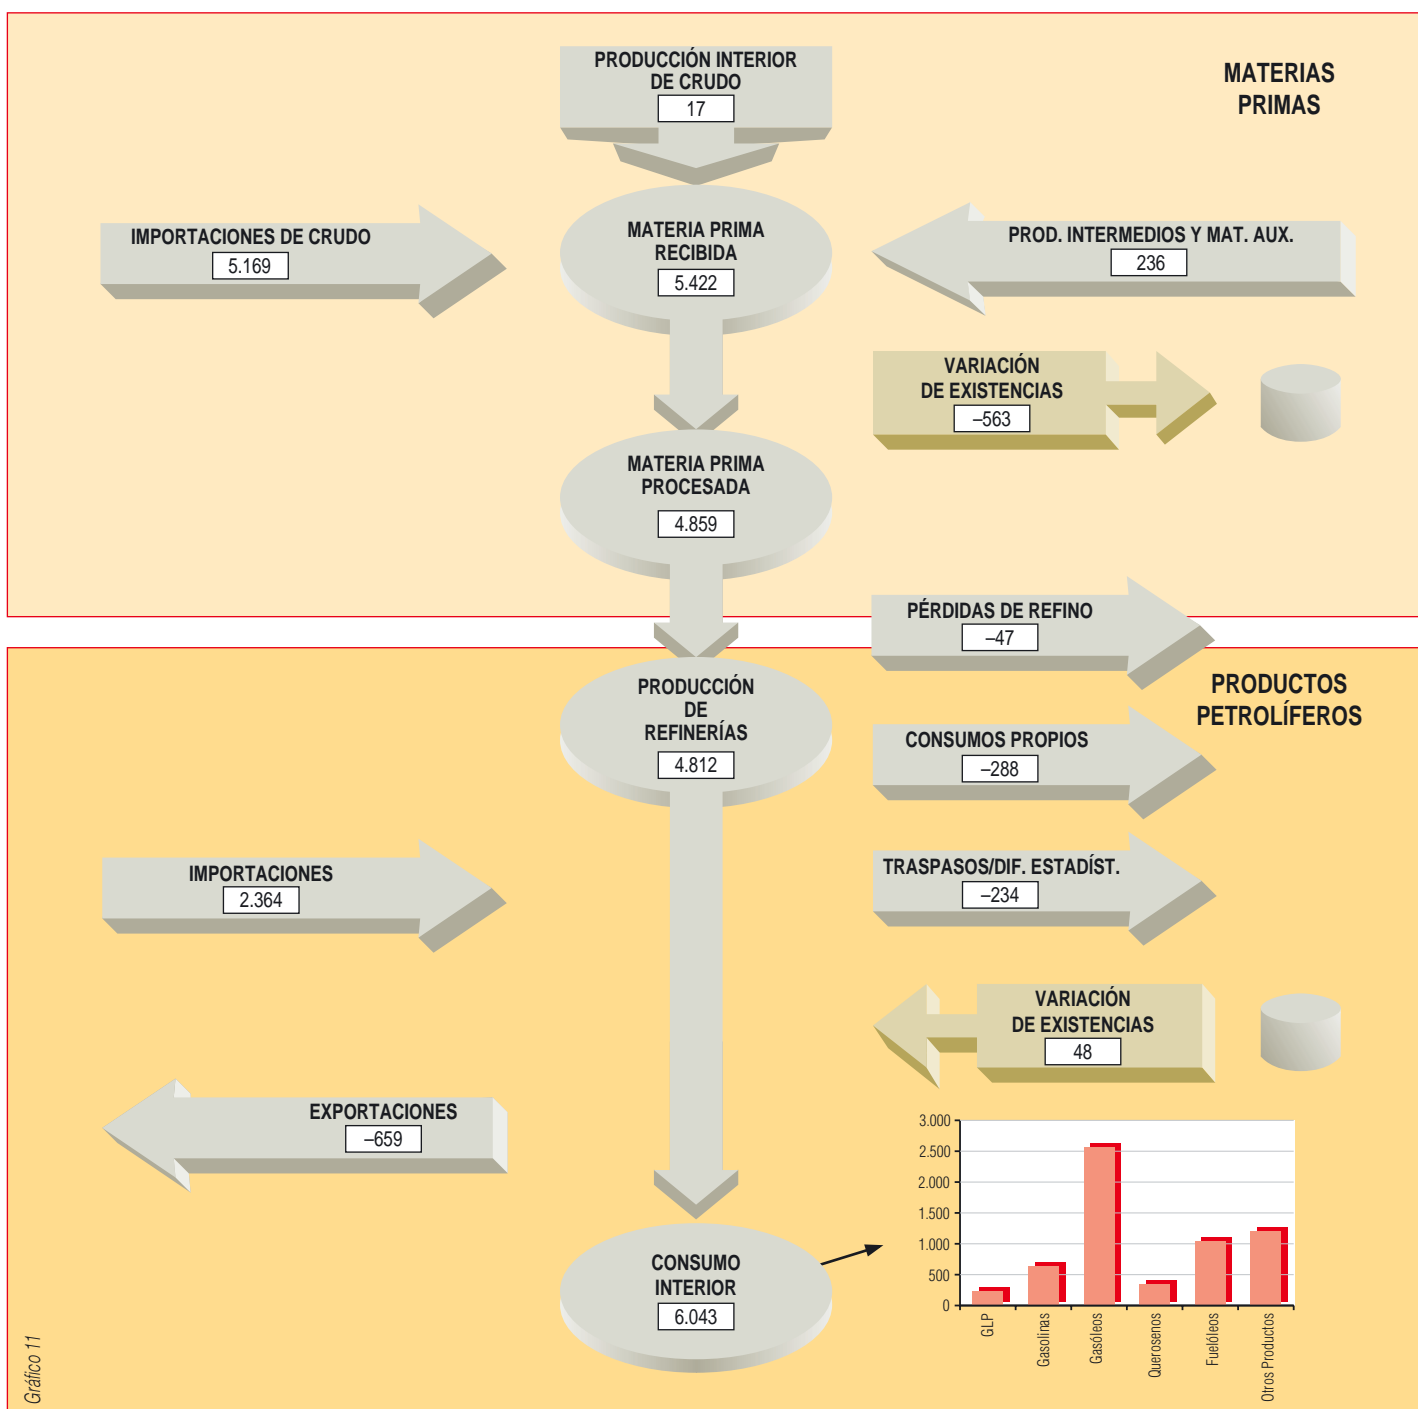 PRODUCCIÓN INTERIOR
DE CRUDO
17
MATERIAS
PRIMAS
IMPORTACIONES DE CRUDO
5.169
MATERIA PRIMA
RECIBIDA
5.422
PROD. INTERMEDIOS Y MAT. AUX.
236
VARIACIÓN
DE EXISTENCIAS
–563
MATERIA PRIMA
PROCESADA
4.859
PÉRDIDAS DE REFINO
–47
PRODUCTOS
PETROLÍFEROS
PRODUCCIÓN
DE
REFINERÍAS
4.812
CONSUMOS PROPIOS
–288
IMPORTACIONES
2.364
TRASPASOS/DIF. ESTADÍST.
–234
VARIACIÓN
DE EXISTENCIAS
48
EXPORTACIONES
–659
CONSUMO
INTERIOR
6.043
3.000
2.500
2.000
1.500
1.000
500
0
GLP
Gasolinas
Gasóleos
Querosenos
Fuelóleos
Otros Productos
Gráfico 11